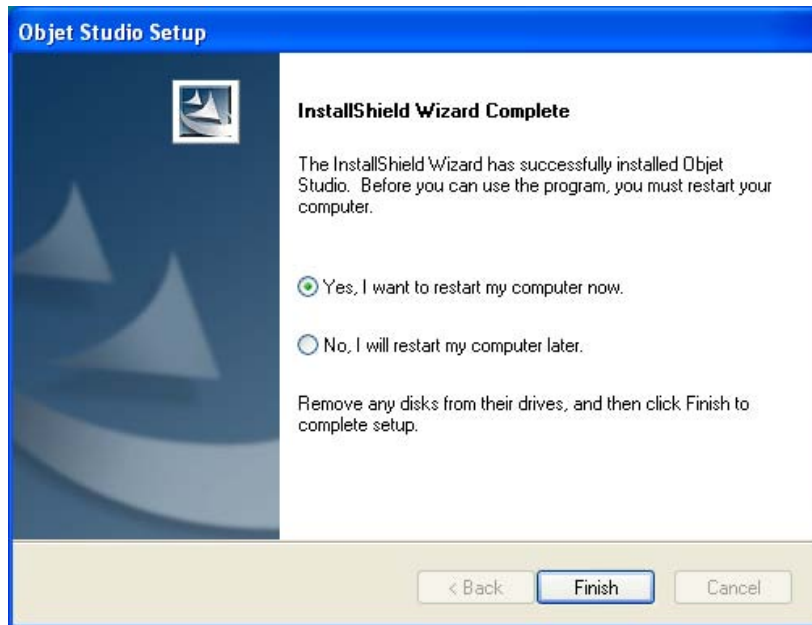 Objet Studio Setup
InstallShield Wizard Complete
The InstallShield Wizard has successfully installed Objet
Studio.  Before you can use the program, you must restart your
computer.
Yes, I want to restart my computer now.
No, I will restart my computer later.
Remove any disks from their drives, and then click Finish to
complete setup.
< Back
Finish
Cancel